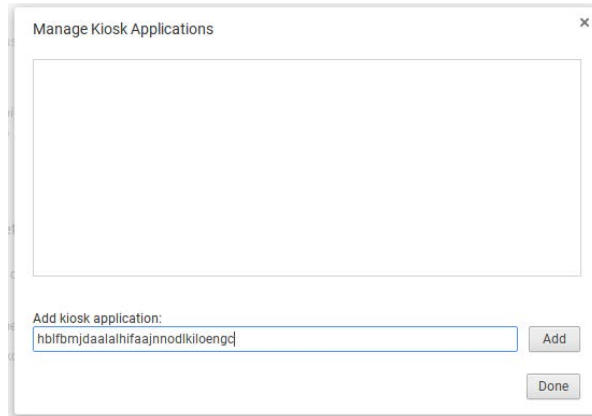 Manage Kiosk Applications
Add kiosk application:
hblfbmjdaalalhifaajnnodlkiloengc
Add
Done